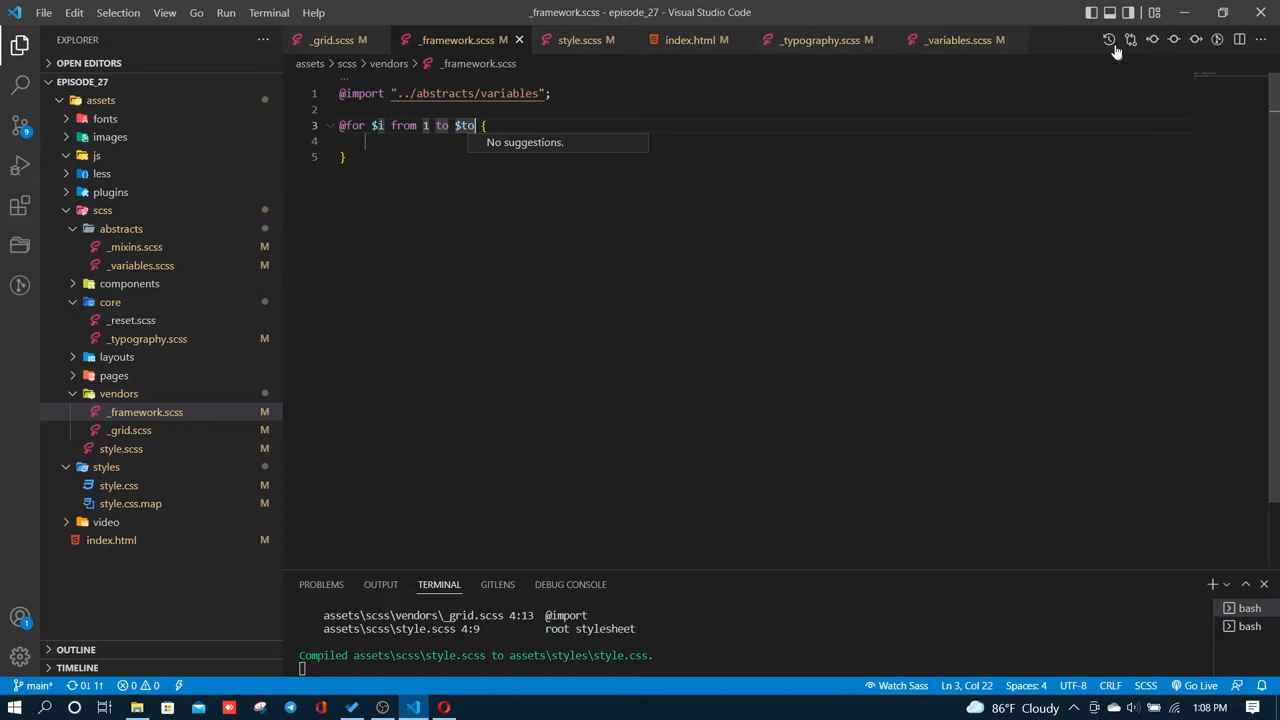 File Edit Selection View Go Run Terminal Help _framework.scss - episode_27 - Visual Studio Code
EXPLORER ... _grid.scss M _framework.scss M style.scss M index.html M _typography.scss M _variables.scss M
OPEN EDITORS
assets > scss > vendors > _framework.scss
EPISODE_27
assets
fonts
images
js
less
plugins
scss
abstracts
_mixins.scss M
_variables.scss M
components
core
_reset.scss
_typography.scss M
layouts
pages
vendors
_framework.scss M
_grid.scss M
style.scss M
styles
style.css M
style.css.map M
video
index.html M
OUTLINE
TIMELINE
1 @import "../abstracts/variables";
2
3 @for $i from 1 to $to {
4
5 }
No suggestions.
PROBLEMS OUTPUT TERMINAL GITLENS DEBUG CONSOLE
assets\scss\vendors\_grid.scss 4:13 @import
assets\scss\style.scss 4:9 root stylesheet
Compiled assets\scss\style.scss to assets\styles\style.css.
bash
bash
1
main* 0↓ 1↑ 0 0 Watch Sass Ln 3, Col 22 Spaces: 4 UTF-8 CRLF SCSS Go Live
86°F Cloudy 1:08 PM